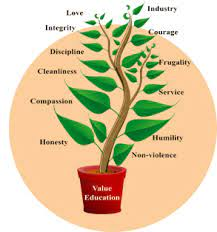 Love
Industry
Integrity
Courage
Discipline
Frugality
Cleanliness
Service
Compassion
Humility
Honesty
Non-violence
Value
Education